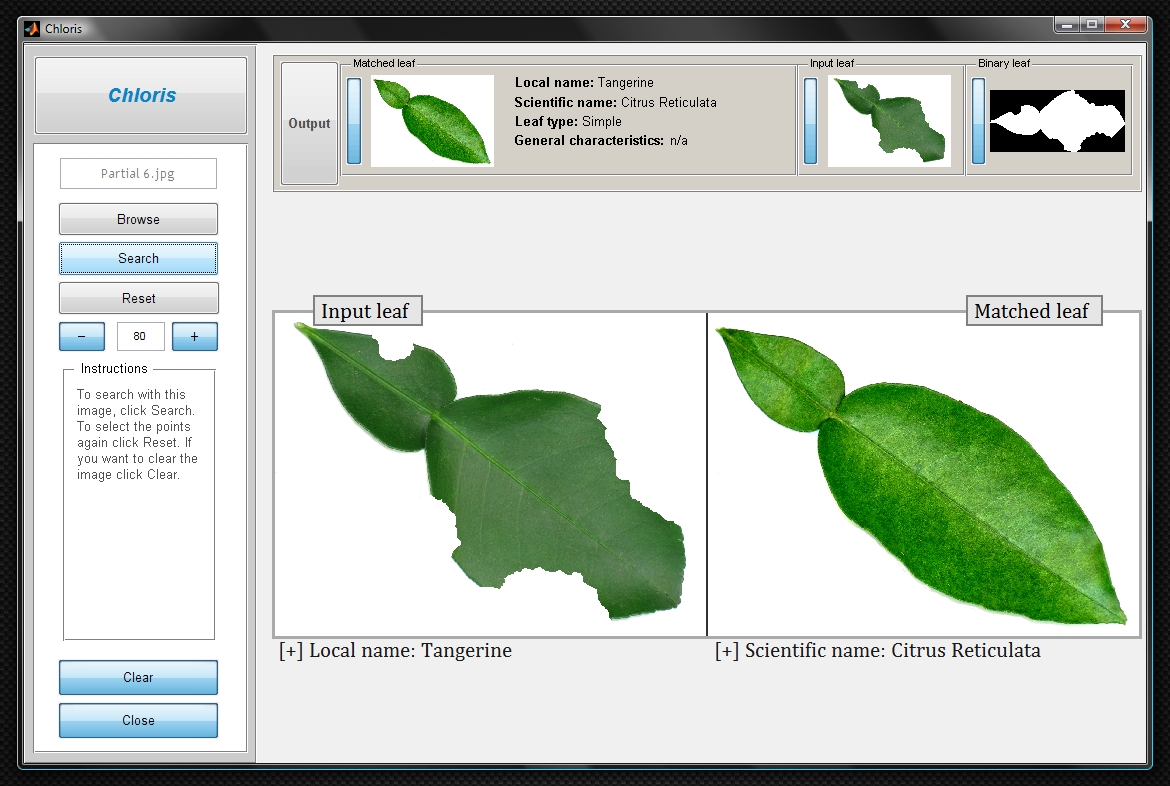 Chloris
Chloris
Partial 6.jpg
Browse
Search
Reset
− 80 +
Instructions
To search with this
image, click Search.
To select the points
again click Reset. If
you want to clear the
image click Clear.
Clear
Close
Output
Matched leaf
Local name: Tangerine
Scientific name: Citrus Reticulata
Leaf type: Simple
General characteristics: n/a
Input leaf
Binary leaf
Input leaf
Matched leaf
[+] Local name: Tangerine
[+] Scientific name: Citrus Reticulata